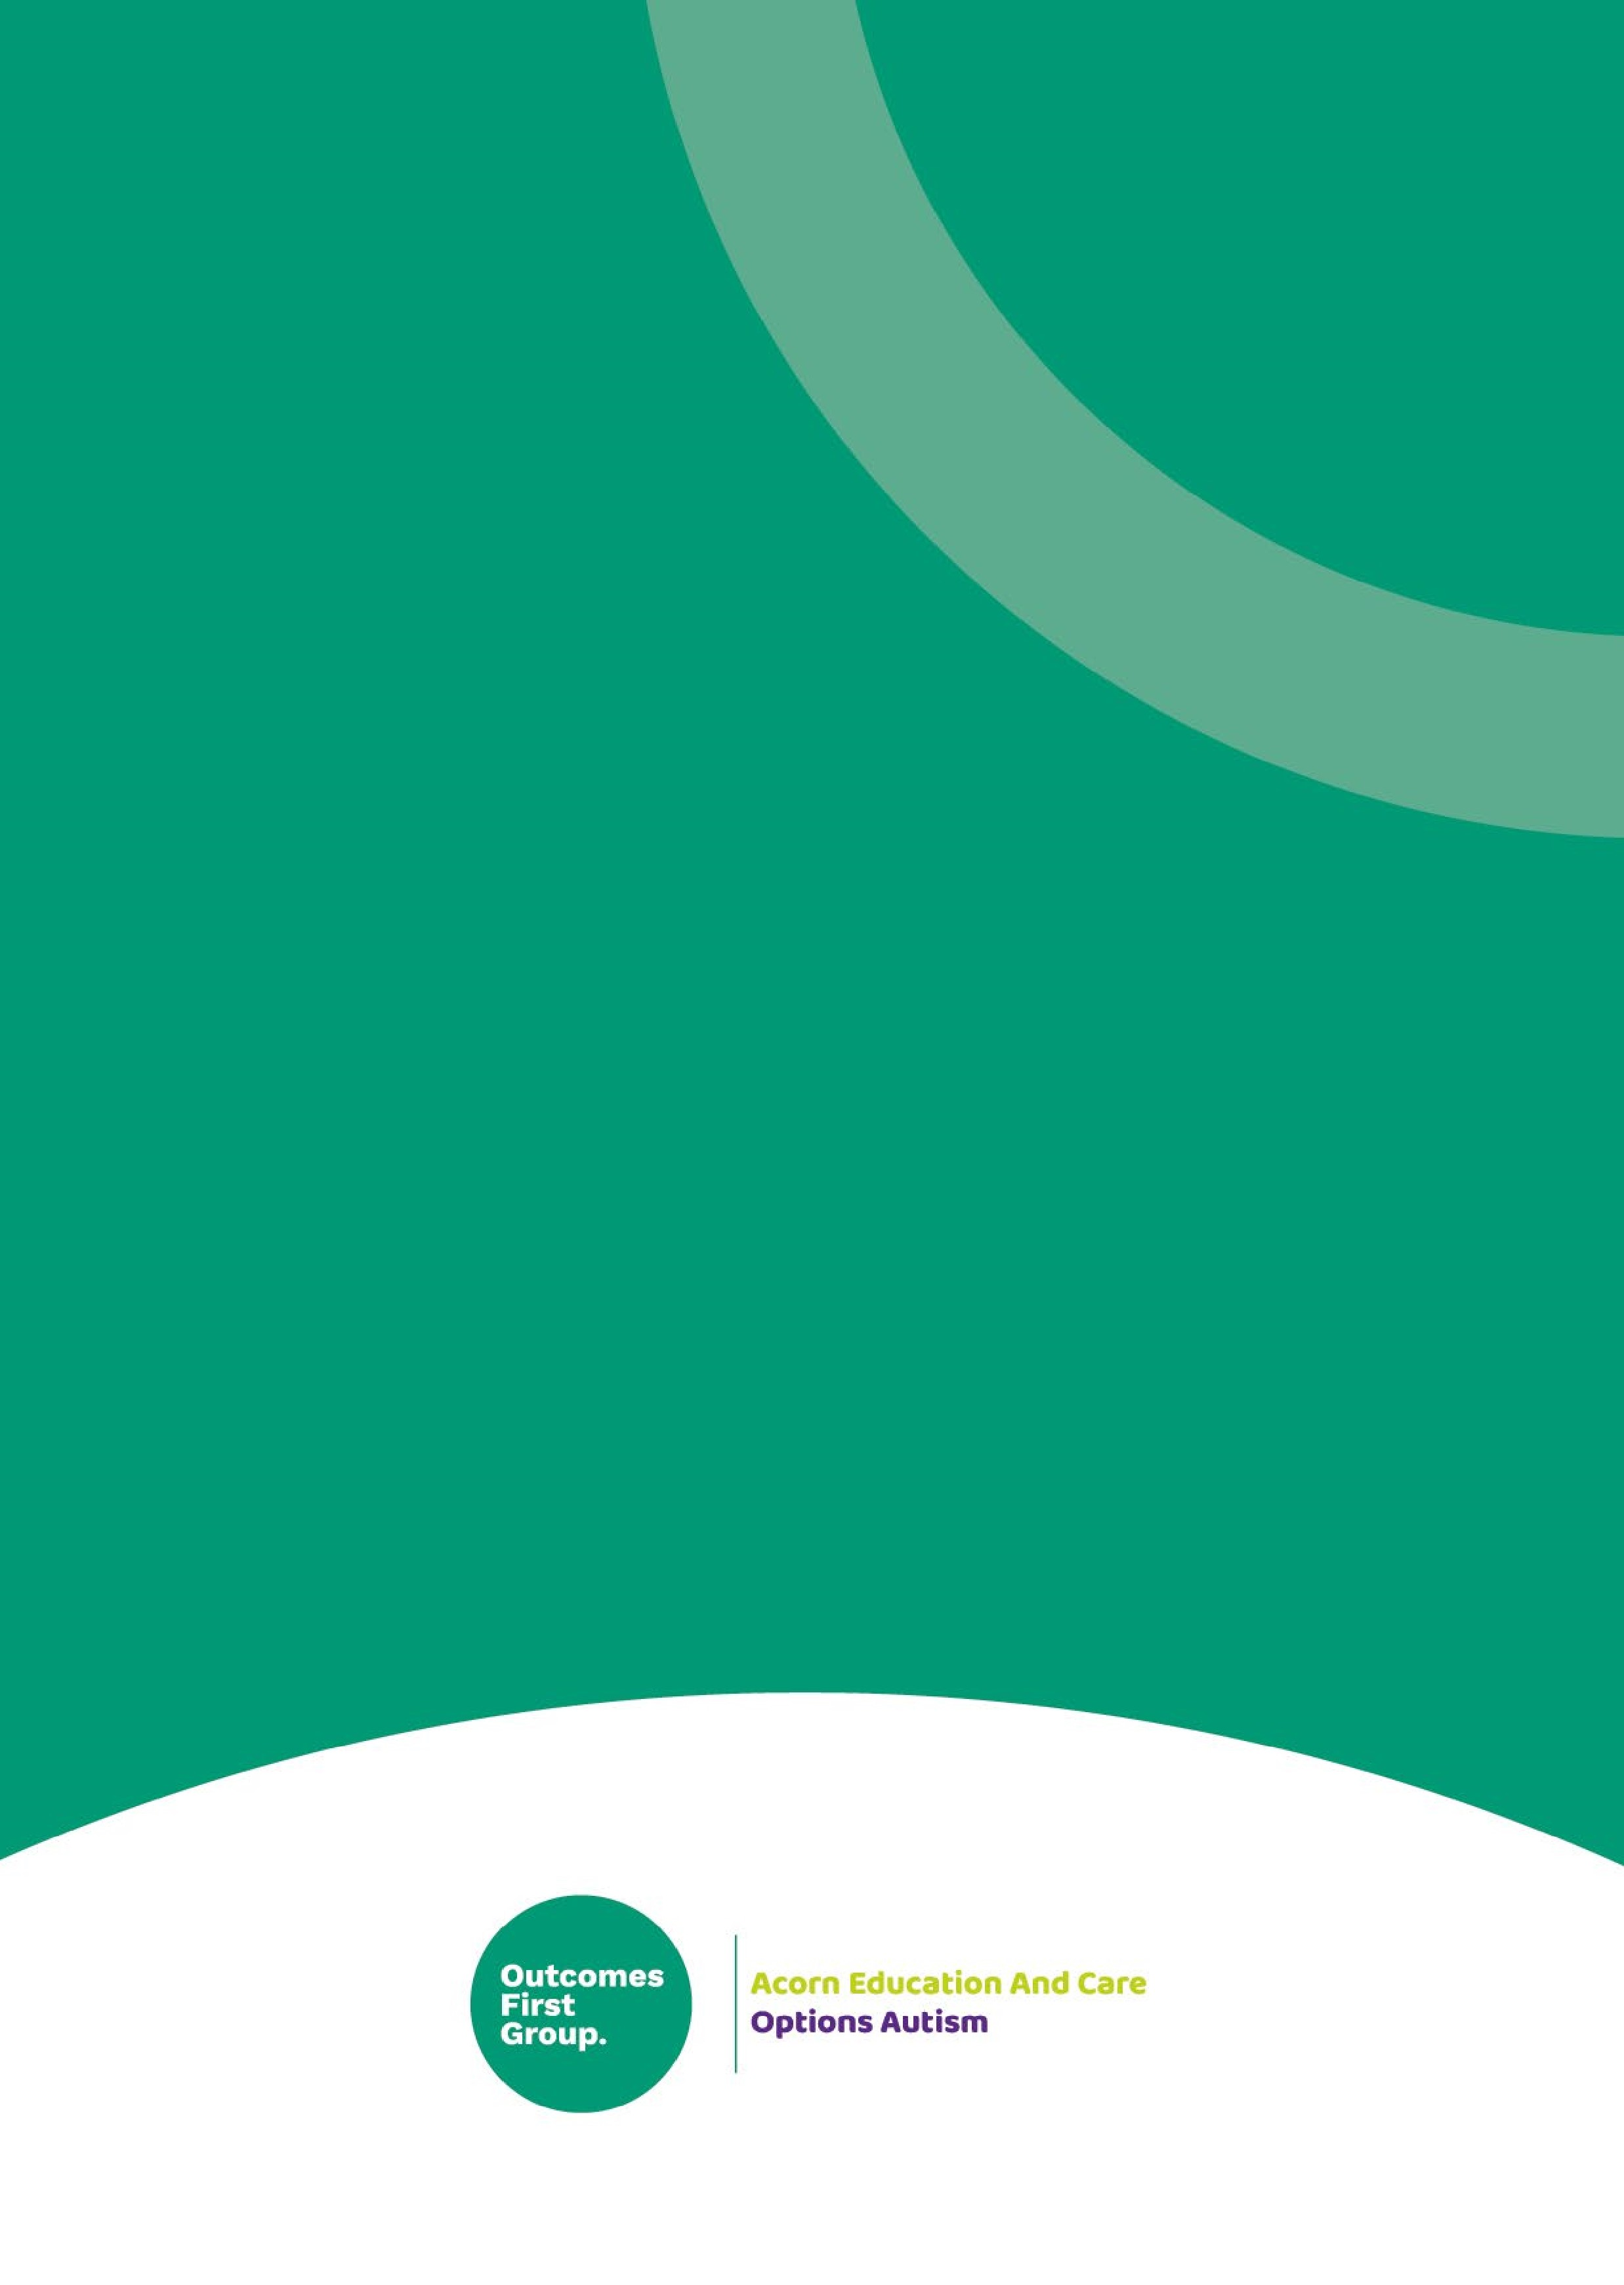 Outcomes
First
Group.
Acorn Education And Care
Options Autism